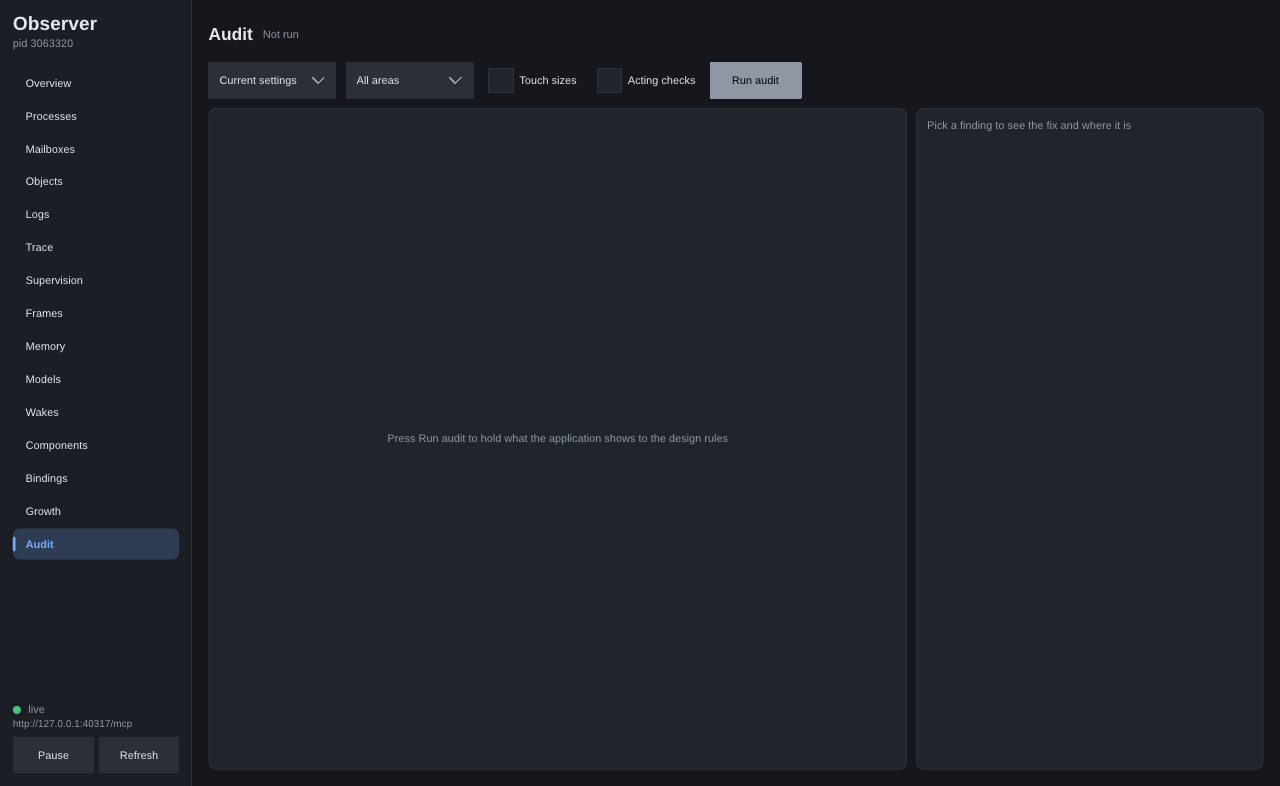 Observer
pid 3063320
Overview
Processes
Mailboxes
Objects
Logs
Trace
Supervision
Frames
Memory
Models
Wakes
Components
Bindings
Growth
Audit
live
http://127.0.0.1:40317/mcp
Pause Refresh
Audit Not run
Current settings All areas Touch sizes Acting checks Run audit
Press Run audit to hold what the application shows to the design rules
Pick a finding to see the fix and where it is